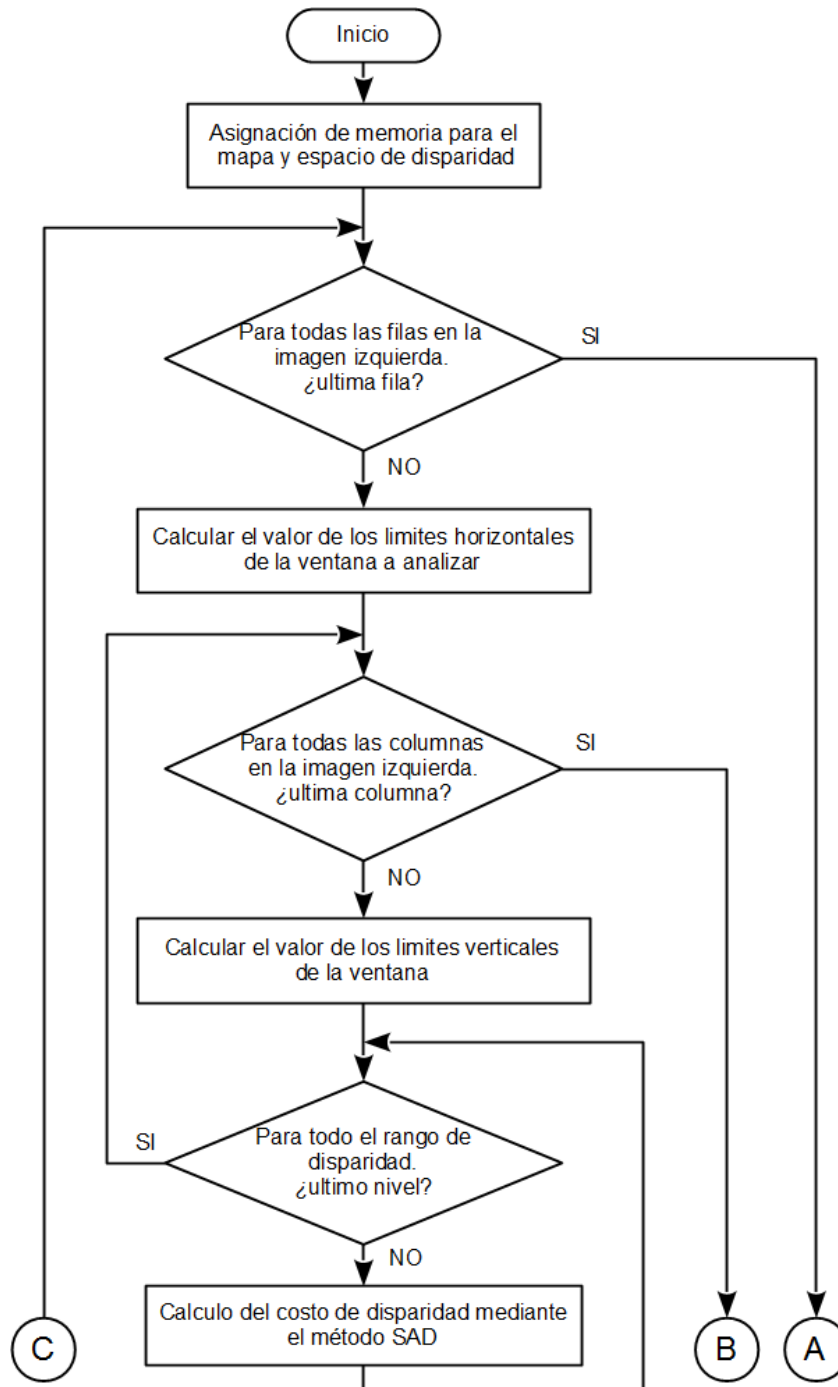 Inicio
Asignación de memoria para el
mapa y espacio de disparidad
Para todas las filas en la
imagen izquierda.
¿ultima fila?
SI
NO
Calcular el valor de los limites horizontales
de la ventana a analizar
Para todas las columnas
en la imagen izquierda.
¿ultima columna?
SI
NO
Calcular el valor de los limites verticales
de la ventana
Para todo el rango de
disparidad.
¿ultimo nivel?
SI
NO
Calculo del costo de disparidad mediante
el método SAD
C
B
A